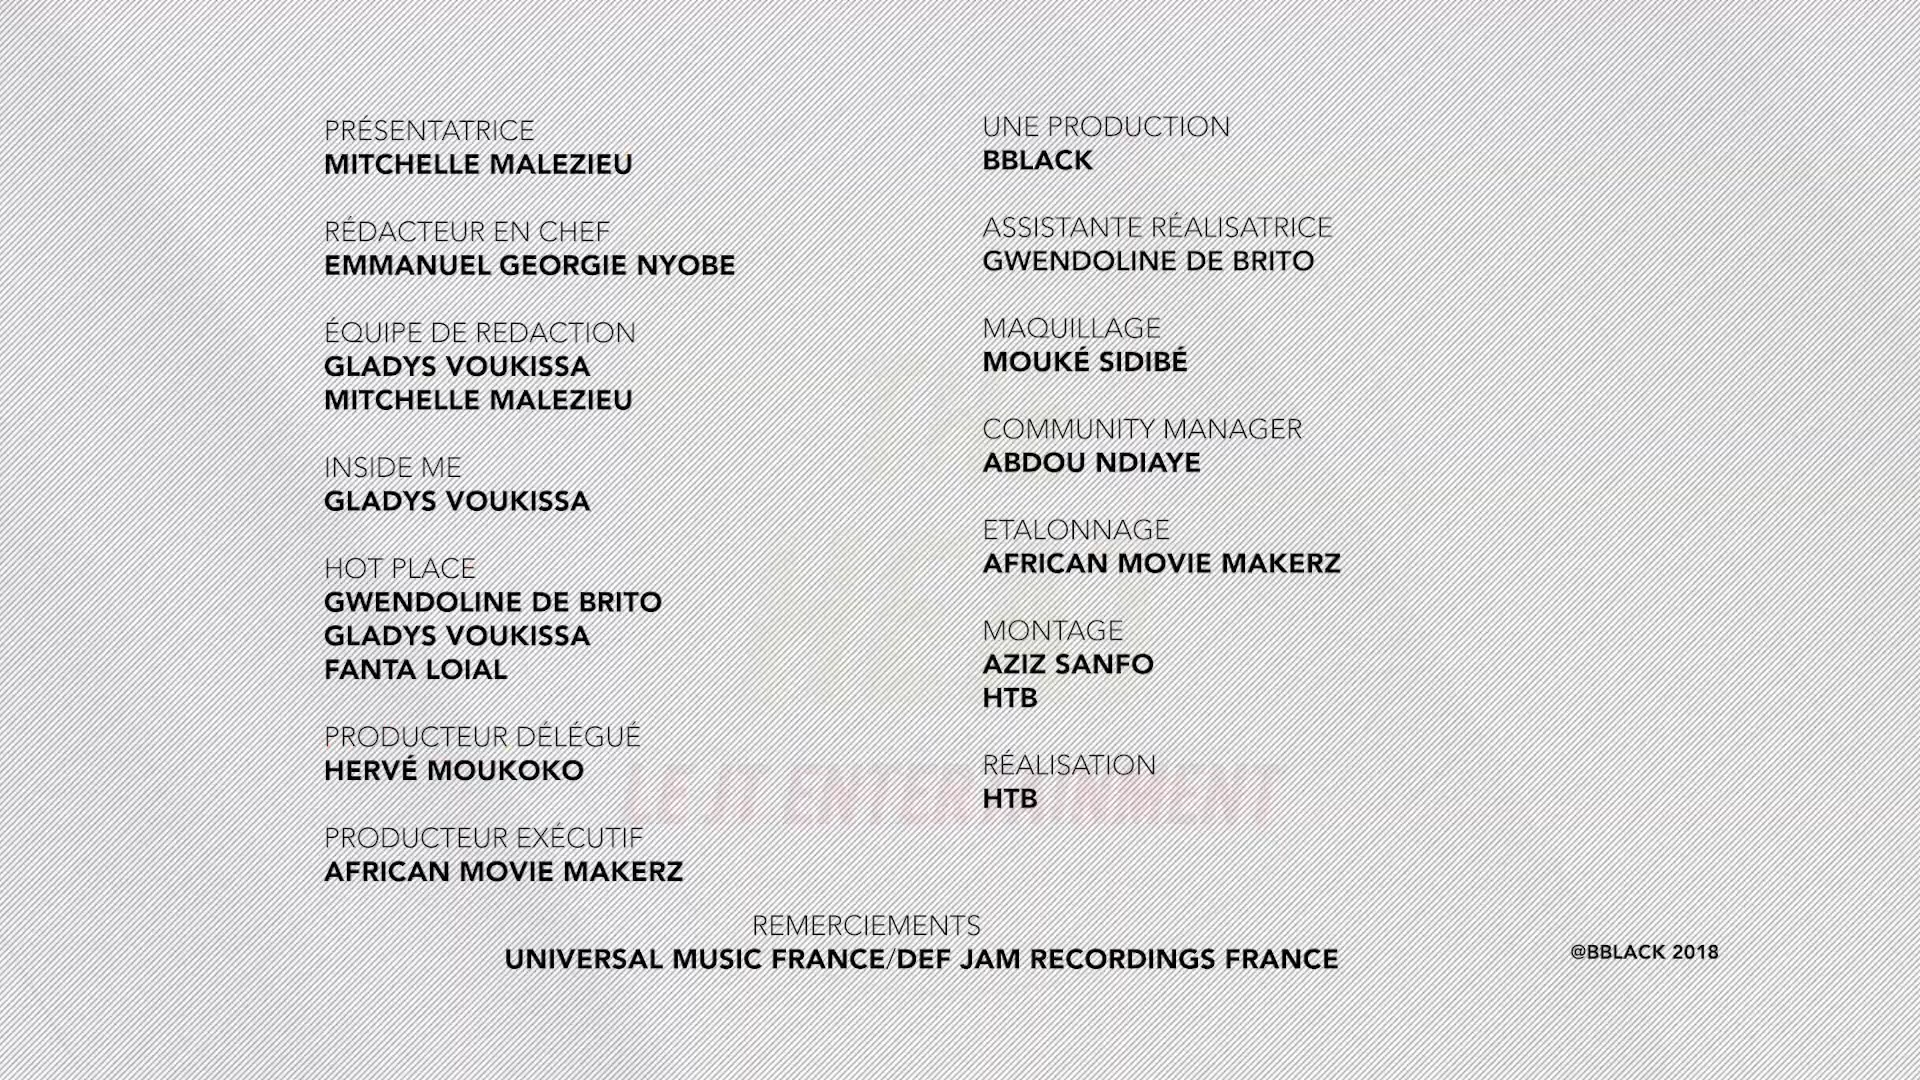 PRÉSENTATRICE
MITCHELLE MALEZIEU
RÉDACTEUR EN CHEF
EMMANUEL GEORGIE NYOBE
ÉQUIPE DE REDACTION
GLADYS VOUKISSA
MITCHELLE MALEZIEU
INSIDE ME
GLADYS VOUKISSA
HOT PLACE
GWENDOLINE DE BRITO
GLADYS VOUKISSA
FANTA LOIAL
PRODUCTEUR DÉLÉGUÉ
HERVÉ MOUKOKO
PRODUCTEUR EXÉCUTIF
AFRICAN MOVIE MAKERZ
UNE PRODUCTION
BBLACK
ASSISTANTE RÉALISATRICE
GWENDOLINE DE BRITO
MAQUILLAGE
MOUKÉ SIDIBÉ
COMMUNITY MANAGER
ABDOU NDIAYE
ETALONNAGE
AFRICAN MOVIE MAKERZ
MONTAGE
AZIZ SANFO
HTB
RÉALISATION
HTB
LE JT ENTERTAINMENT
REMERCIEMENTS
UNIVERSAL MUSIC FRANCE/DEF JAM RECORDINGS FRANCE
@BBLACK 2018